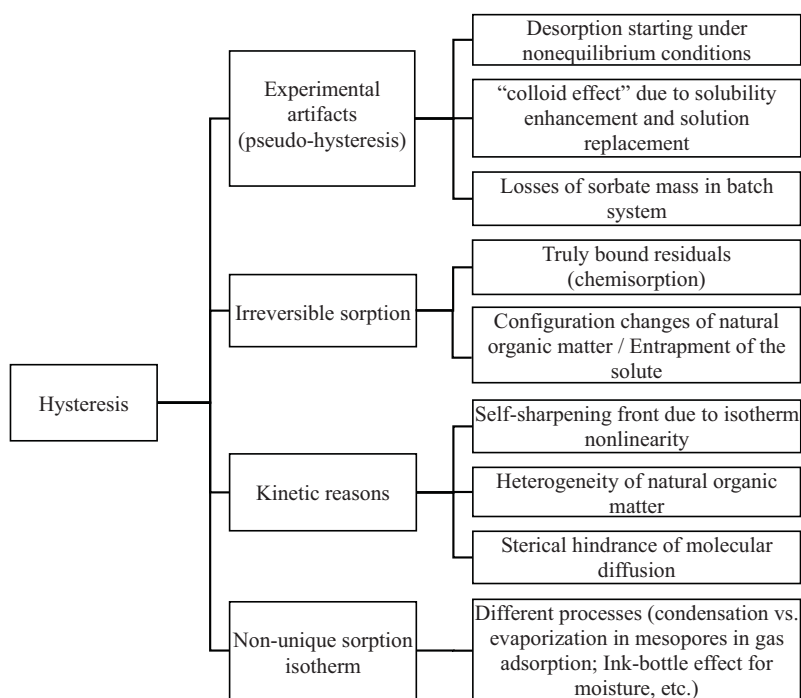 Hysteresis
Experimental
artifacts
(pseudo-hysteresis)
Desorption starting under
nonequilibrium conditions
“colloid effect” due to solubility
enhancement and solution
replacement
Losses of sorbate mass in batch
system
Irreversible sorption
Truly bound residuals
(chemisorption)
Configuration changes of natural
organic matter / Entrapment of the
solute
Kinetic reasons
Self-sharpening front due to isotherm
nonlinearity
Heterogeneity of natural organic
matter
Sterical hindrance of molecular
diffusion
Non-unique sorption
isotherm
Different processes (condensation vs.
evaporization in mesopores in gas
adsorption; Ink-bottle effect for
moisture, etc.)